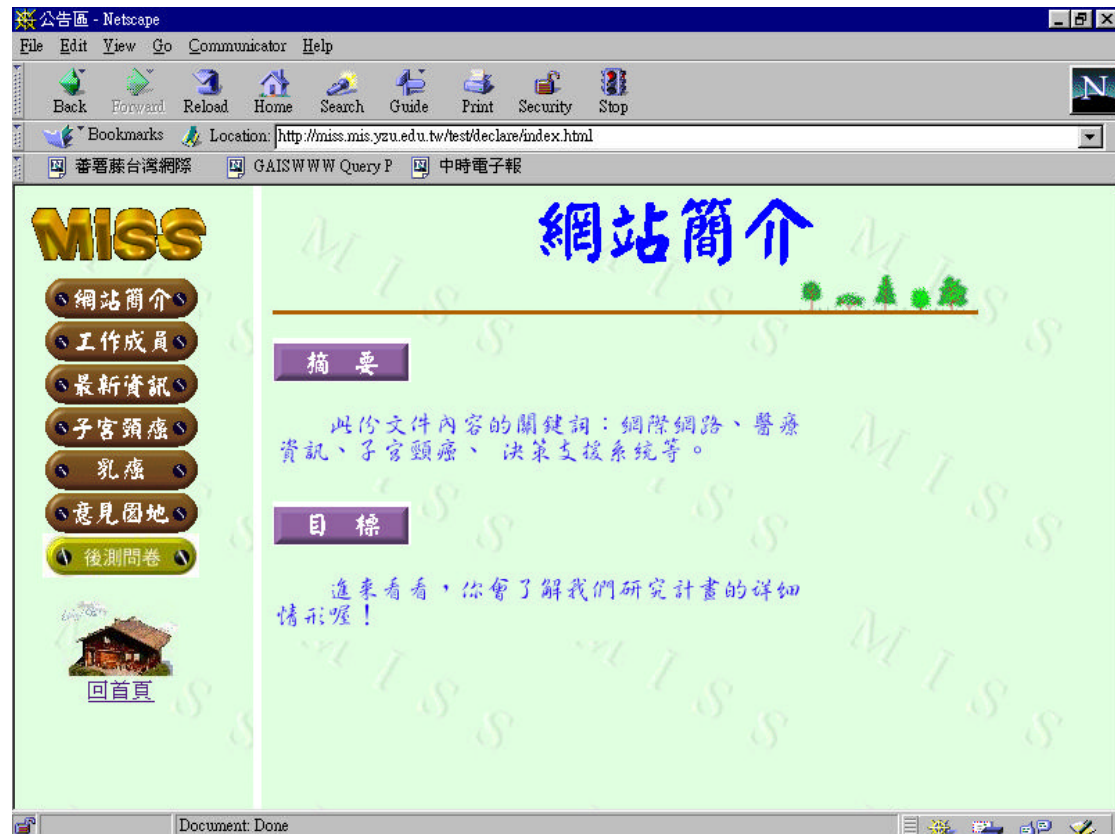 公告區 - Netscape
File Edit View Go Communicator Help
Back Forward Reload Home Search Guide Print Security Stop
N
Bookmarks Location: http://miss.mis.yzu.edu.tw/test/declare/index.html
蕃薯藤台灣網際 GAISWWW Query P 中時電子報
MISS
網站簡介
工作成員
最新資訊
子宮頸癌
乳癌
意見園地
後測問卷
回首頁
網站簡介
摘 要
此份文件內容的關鍵詞：網際網路、醫療
資訊、子宮頸癌、 決策支援系統等。
目 標
進來看看，你會了解我們研究計畫的详細
情形喔！
Document: Done